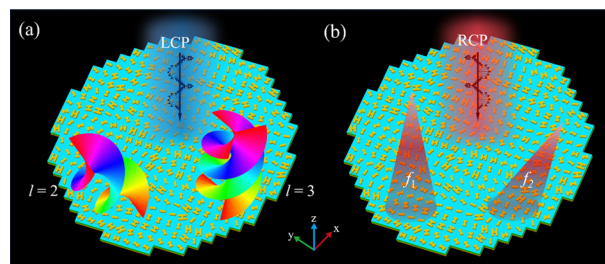 (a)
LCP
l = 2
l = 3
(b)
RCP
f1
f2
z
y
x